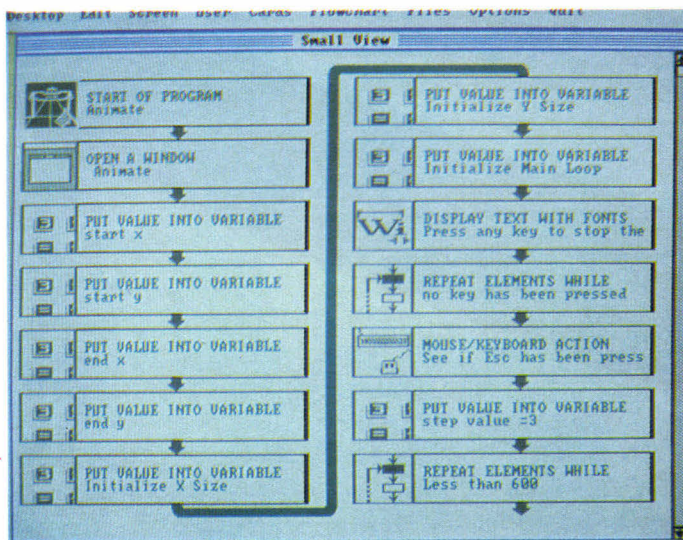 Desktop Edit Screen User Cards FlowChart Files Options Quit
Small View
START OF PROGRAM
Animate
OPEN A WINDOW
Animate
PUT VALUE INTO VARIABLE
start x
PUT VALUE INTO VARIABLE
start y
PUT VALUE INTO VARIABLE
end x
PUT VALUE INTO VARIABLE
end y
PUT VALUE INTO VARIABLE
Initialize X Size
PUT VALUE INTO VARIABLE
Initialize Y Size
PUT VALUE INTO VARIABLE
Initialize Main Loop
Wi
DISPLAY TEXT WITH FONTS
Press any key to stop the
REPEAT ELEMENTS WHILE
no key has been pressed
MOUSE/KEYBOARD ACTION
See if Esc has been press
PUT VALUE INTO VARIABLE
step value =3
REPEAT ELEMENTS WHILE
Less than 600